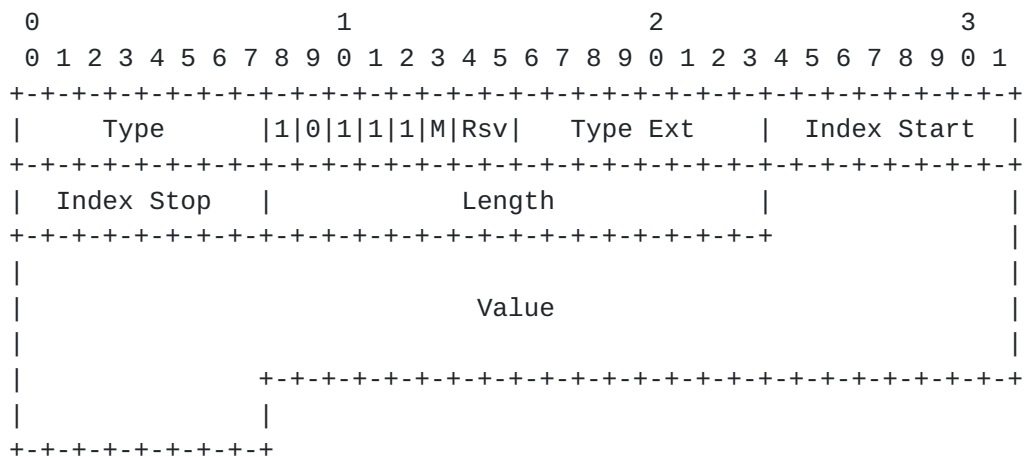 0                   1                   2                   3
 0 1 2 3 4 5 6 7 8 9 0 1 2 3 4 5 6 7 8 9 0 1 2 3 4 5 6 7 8 9 0 1
+-+-+-+-+-+-+-+-+-+-+-+-+-+-+-+-+-+-+-+-+-+-+-+-+-+-+-+-+-+-+-+-+
|     Type      |1|0|1|1|1|M|Rsv|   Type Ext    |  Index Start  |
+-+-+-+-+-+-+-+-+-+-+-+-+-+-+-+-+-+-+-+-+-+-+-+-+-+-+-+-+-+-+-+-+
|  Index Stop   |            Length             |               |
+-+-+-+-+-+-+-+-+-+-+-+-+-+-+-+-+-+-+-+-+-+-+-+-+               |
|                                                               |
|                             Value                             |
|                                                               |
|               +-+-+-+-+-+-+-+-+-+-+-+-+-+-+-+-+-+-+-+-+-+-+-+-+
|               |
+-+-+-+-+-+-+-+-+